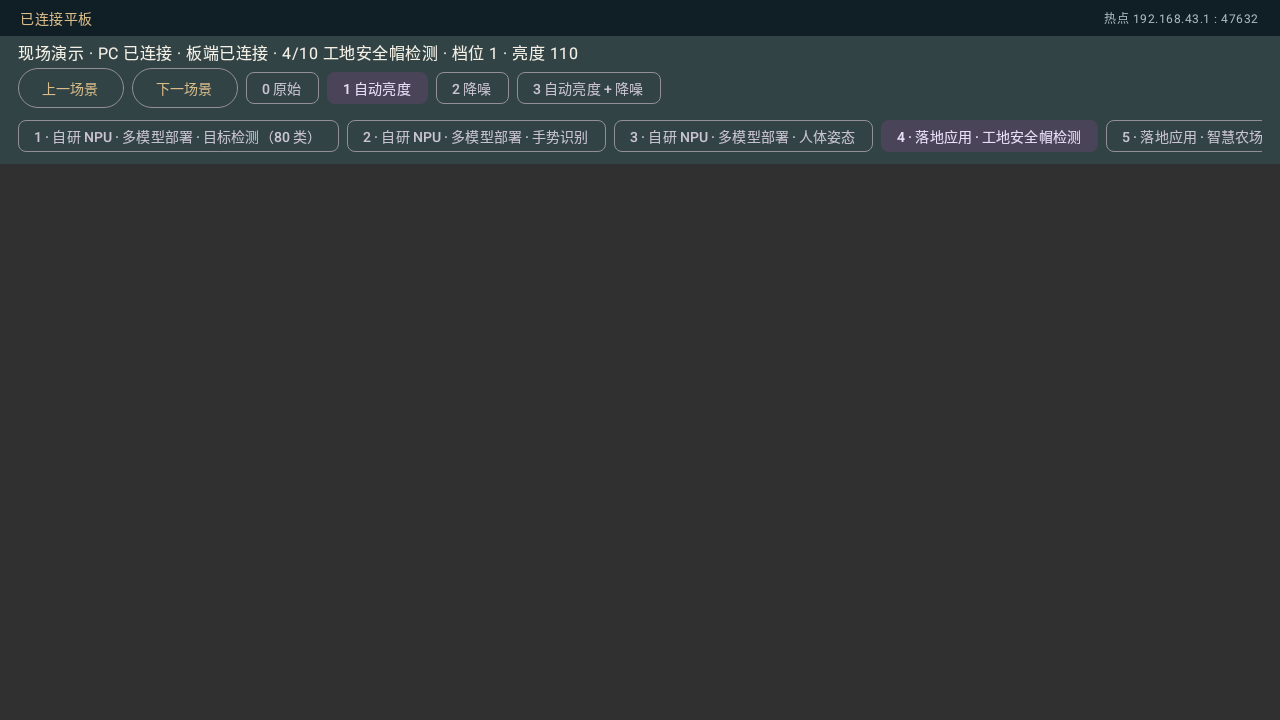 已连接平板
热点 192.168.43.1 : 47632
现场演示 · PC 已连接 · 板端已连接 · 4/10 工地安全帽检测 · 档位 1 · 亮度 110
上一场景 下一场景 0 原始 1 自动亮度 2 降噪 3 自动亮度 + 降噪
1 · 自研 NPU · 多模型部署 · 目标检测（80 类） 2 · 自研 NPU · 多模型部署 · 手势识别 3 · 自研 NPU · 多模型部署 · 人体姿态 4 · 落地应用 · 工地安全帽检测 5 · 落地应用 · 智慧农场